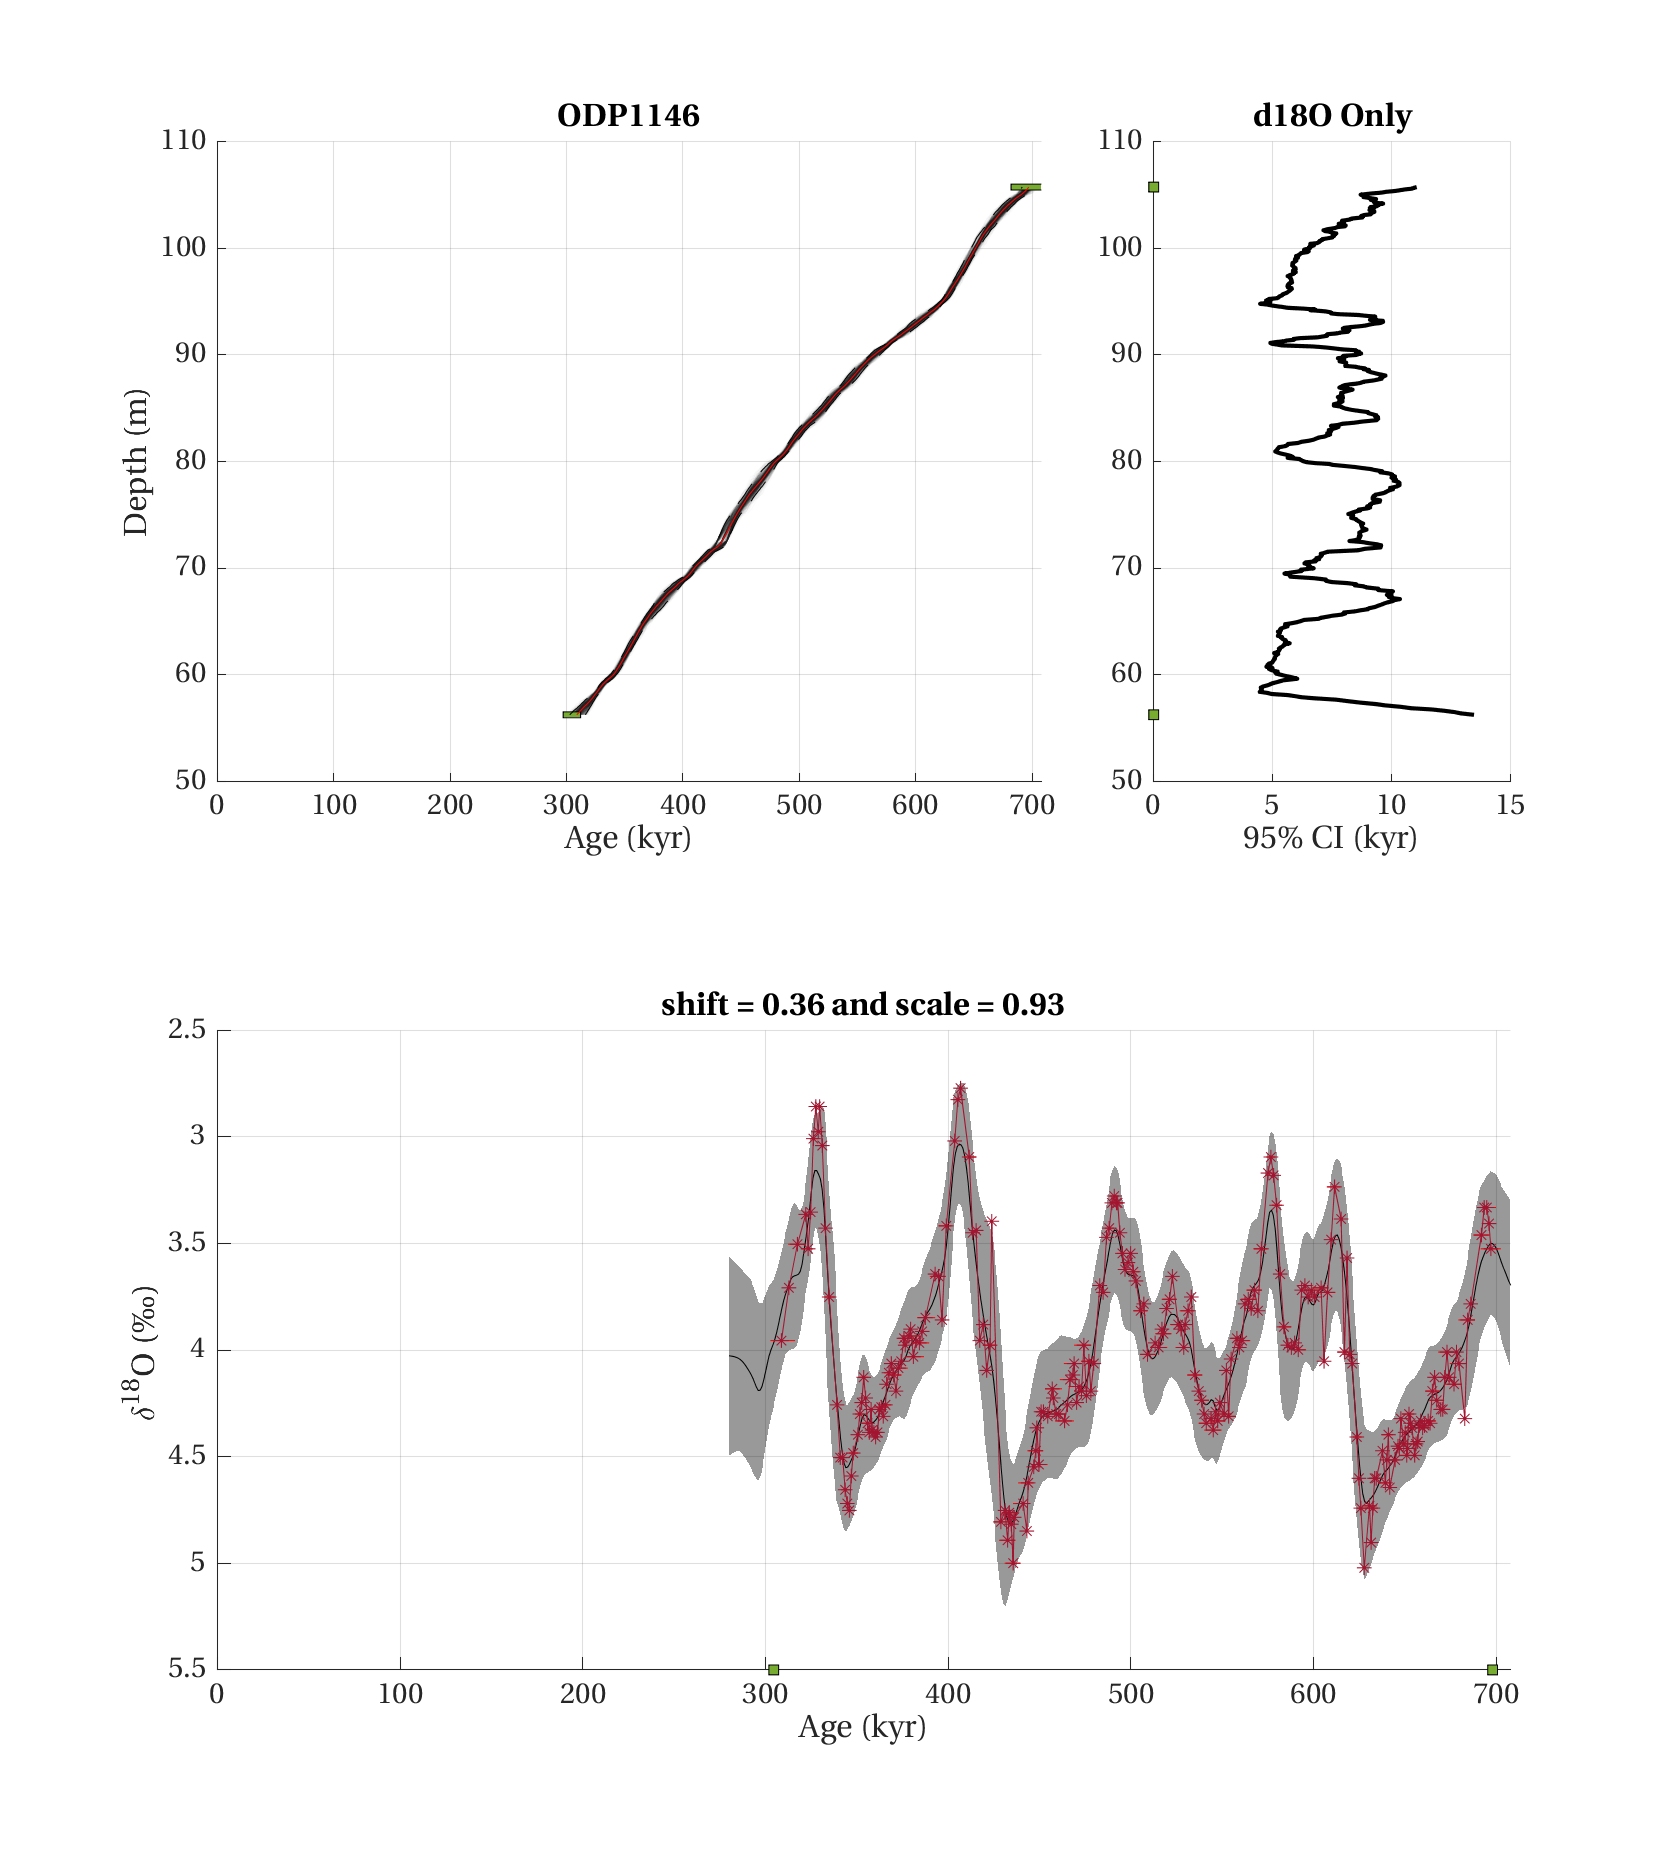 ODP1146
d18O Only
110
100
90
80
70
60
50
Depth (m)
0 100 200 300 400 500 600 700
Age (kyr)
110
100
90
80
70
60
50
0 5 10 15
95% CI (kyr)
shift = 0.36 and scale = 0.93
2.5
3
3.5
4
4.5
5
5.5
δ¹⁸O (‰)
0 100 200 300 400 500 600 700
Age (kyr)